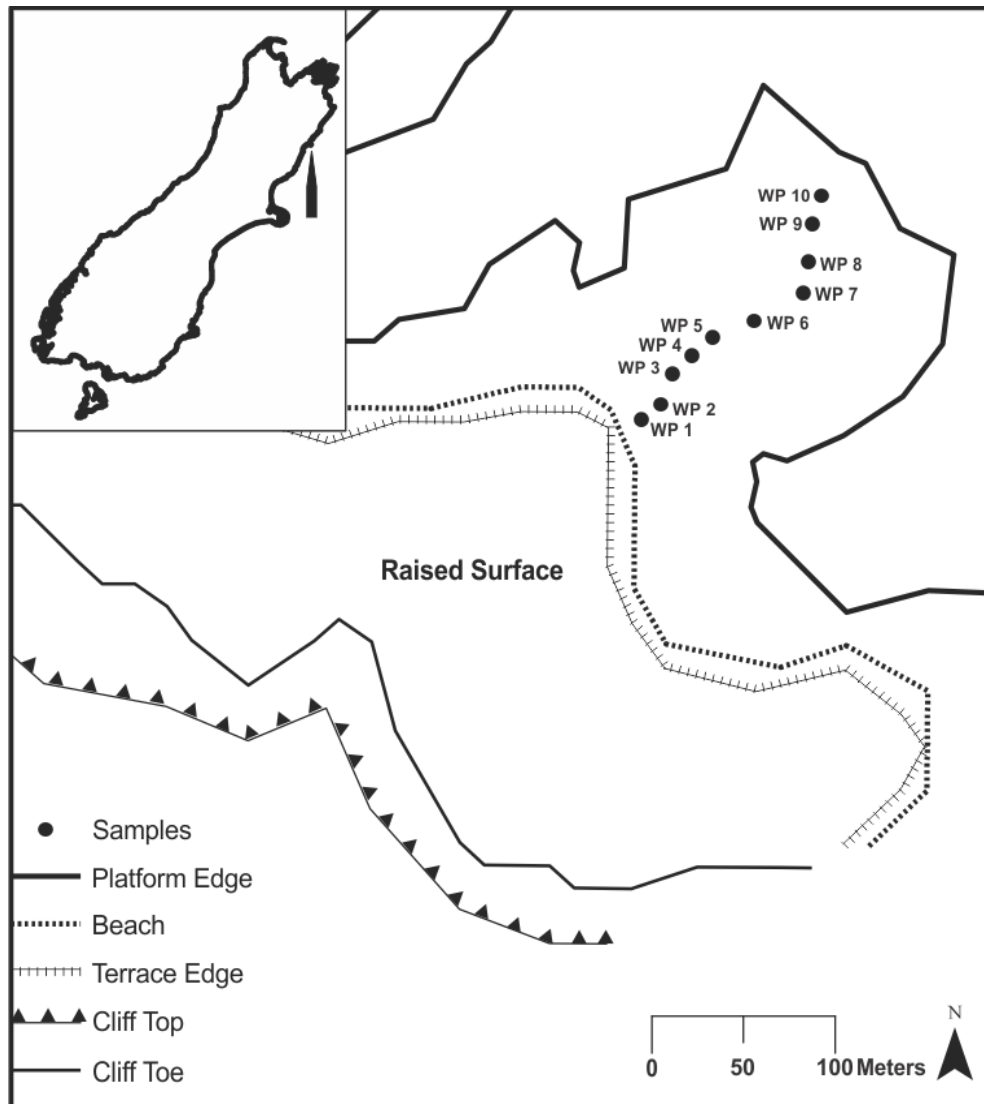 WP 10
WP 9
WP 8
WP 7
WP 6
WP 5
WP 4
WP 3
WP 2
WP 1
Raised Surface
Samples
Platform Edge
Beach
Terrace Edge
Cliff Top
Cliff Toe
N
0 50 100 Meters